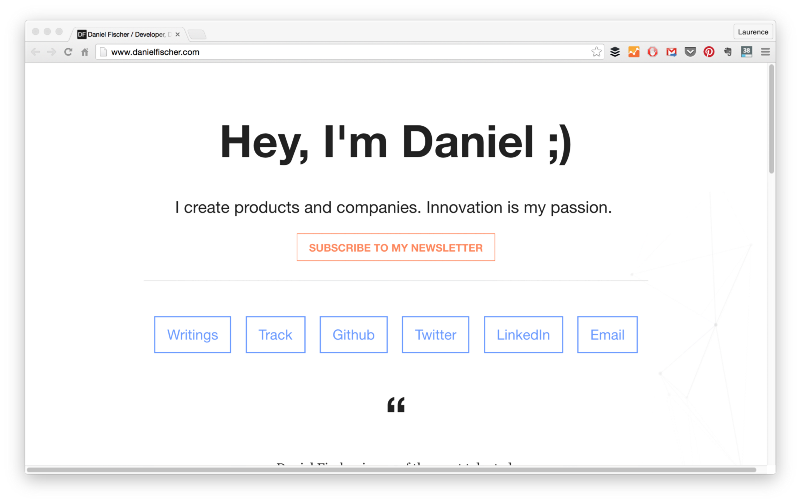 DF Daniel Fischer / Developer, D
Laurence
www.danielfischer.com
38
Hey, I'm Daniel ;)
I create products and companies. Innovation is my passion.
SUBSCRIBE TO MY NEWSLETTER
Writings Track Github Twitter LinkedIn Email
“